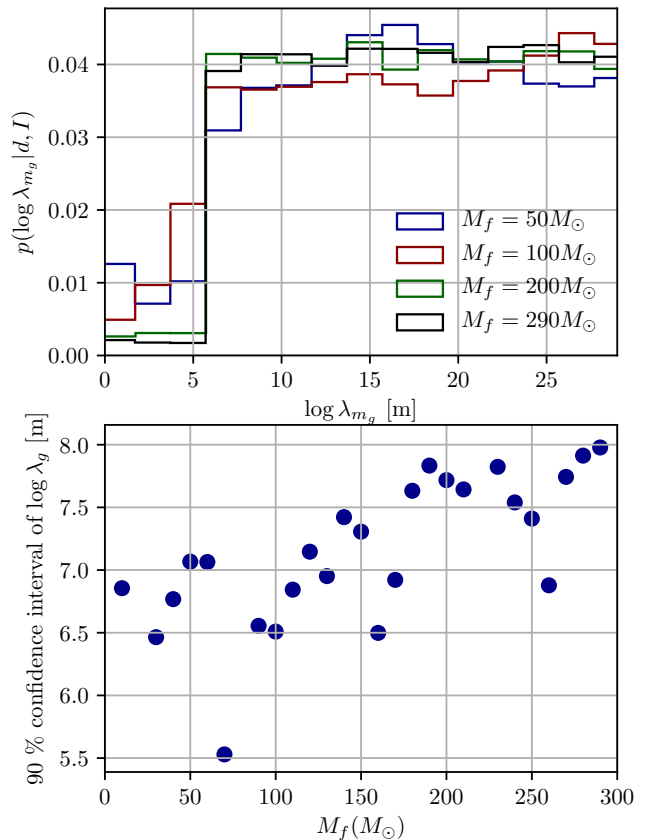 0.04
0.03
0.02
0.01
0.00
p(log λ_{m_g}|d, I)
M_f = 50M_⊙
M_f = 100M_⊙
M_f = 200M_⊙
M_f = 290M_⊙
0 5 10 15 20 25
log λ_{m_g} [m]
8.0
7.5
7.0
6.5
6.0
5.5
90 % confidence interval of log λ_g [m]
0 50 100 150 200 250 300
M_f(M_⊙)